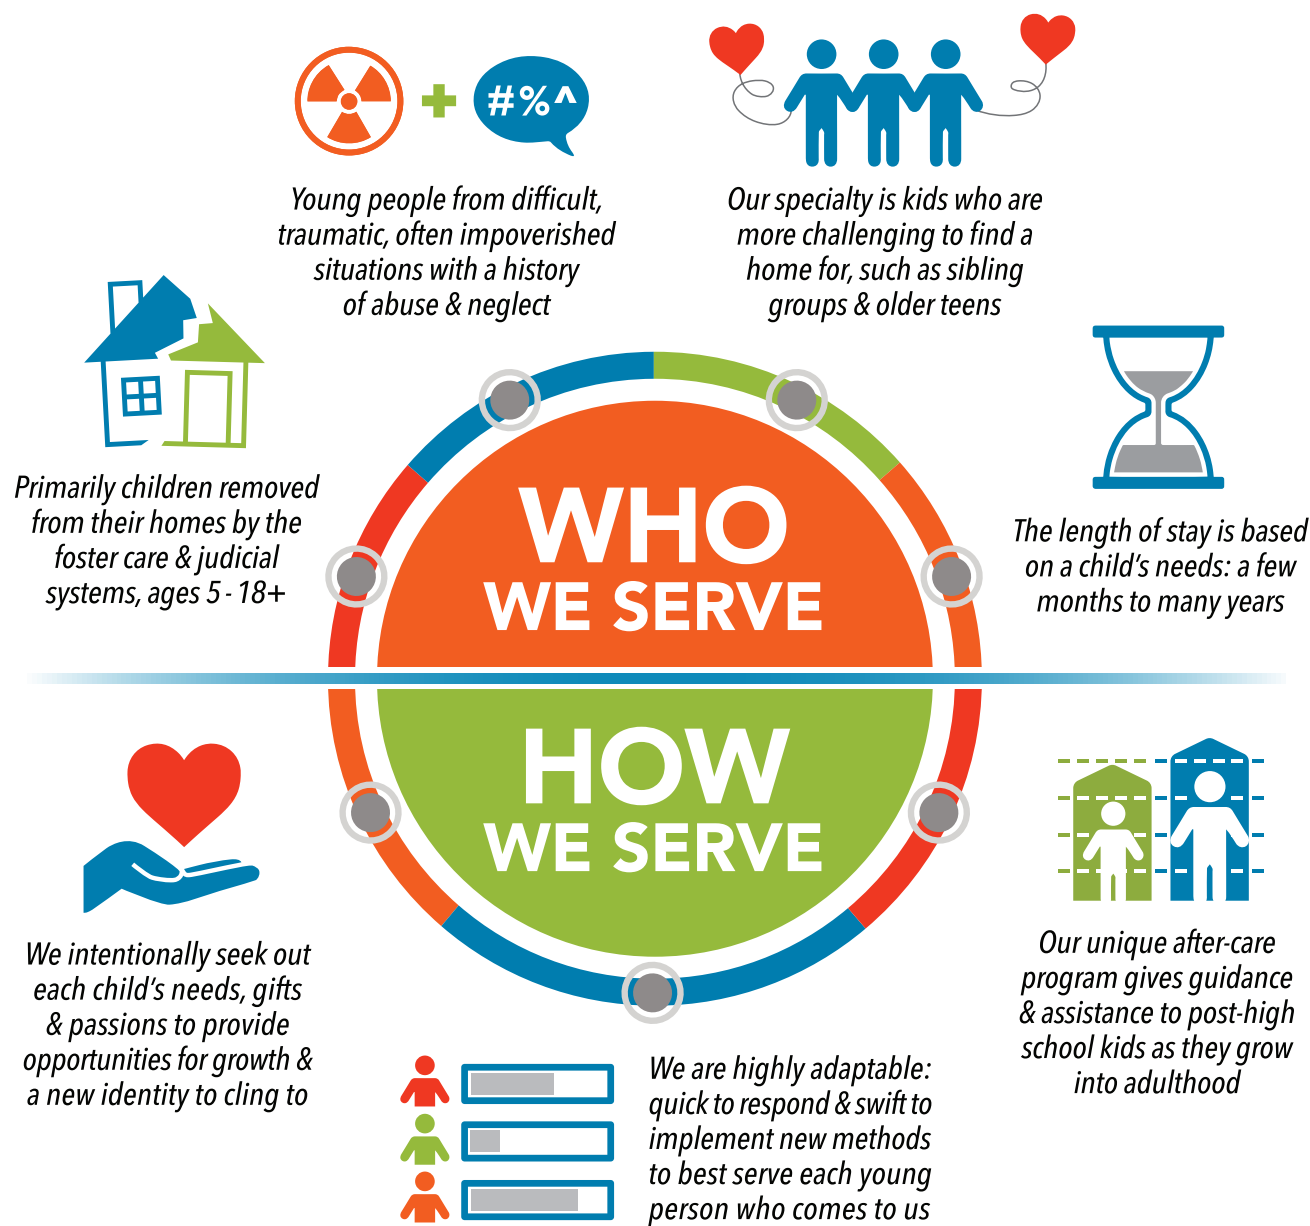 #%^
Young people from difficult,
traumatic, often impoverished
situations with a history
of abuse & neglect
Our specialty is kids who are
more challenging to find a
home for, such as sibling
groups & older teens
Primarily children removed
from their homes by the
foster care & judicial
systems, ages 5 - 18+
The length of stay is based
on a child's needs: a few
months to many years
WHO
WE SERVE
HOW
WE SERVE
We intentionally seek out
each child's needs, gifts
& passions to provide
opportunities for growth &
a new identity to cling to
We are highly adaptable:
quick to respond & swift to
implement new methods
to best serve each young
person who comes to us
Our unique after-care
program gives guidance
& assistance to post-high
school kids as they grow
into adulthood